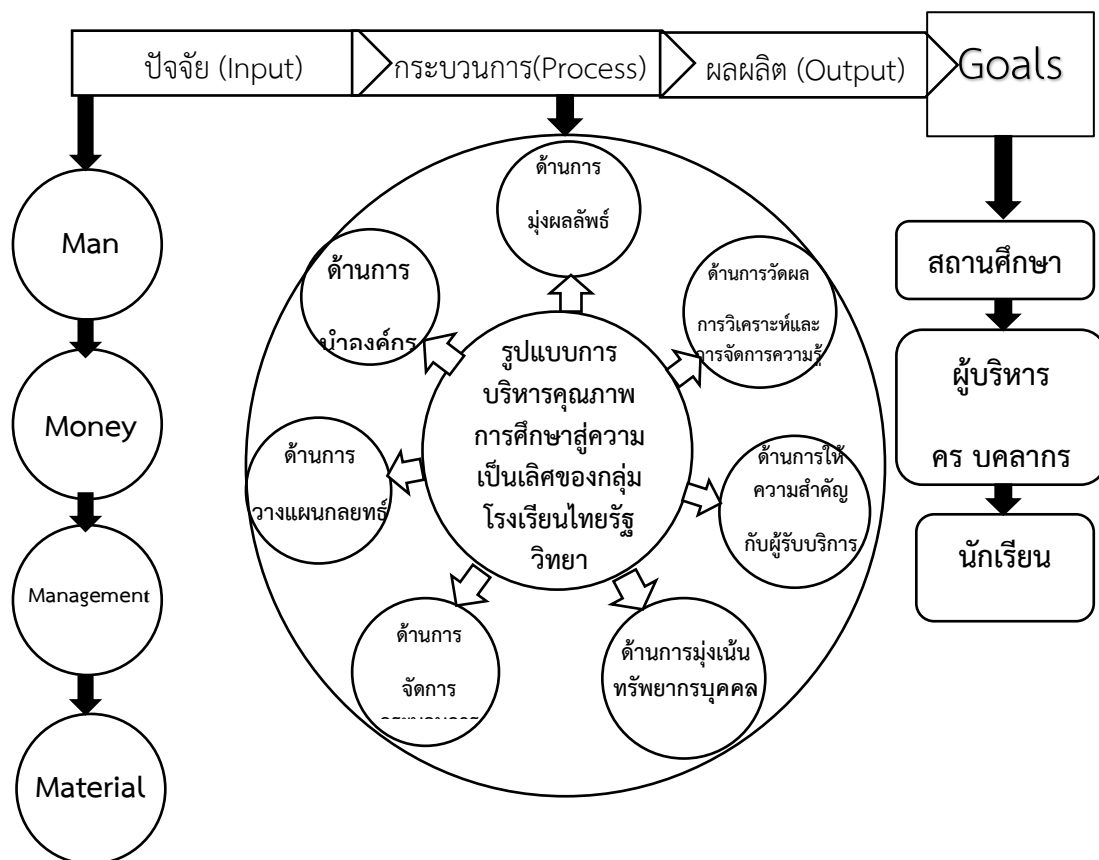 ปัจจัย (Input)
กระบวนการ(Process)
ผลผลิต (Output)
Goals
Man
Money
Management
Material
ด้านการ
มุ่งผลลัพธ์
ด้านการ
นำองค์กร
ด้านการวัดผล
การวิเคราะห์และ
การจัดการความรู้
รูปแบบการ
บริหารคุณภาพ
การศึกษาสู่ความ
เป็นเลิศของกลุ่ม
โรงเรียนไทยรัฐ
วิทยา
ด้านการ
วางแผนกลยุทธ์
ด้านการให้
ความสำคัญ
กับผู้รับบริการ
ด้านการ
จัดการ
ด้านการมุ่งเน้น
ทรัพยากรบุคคล
สถานศึกษา
ผู้บริหาร
นักเรียน